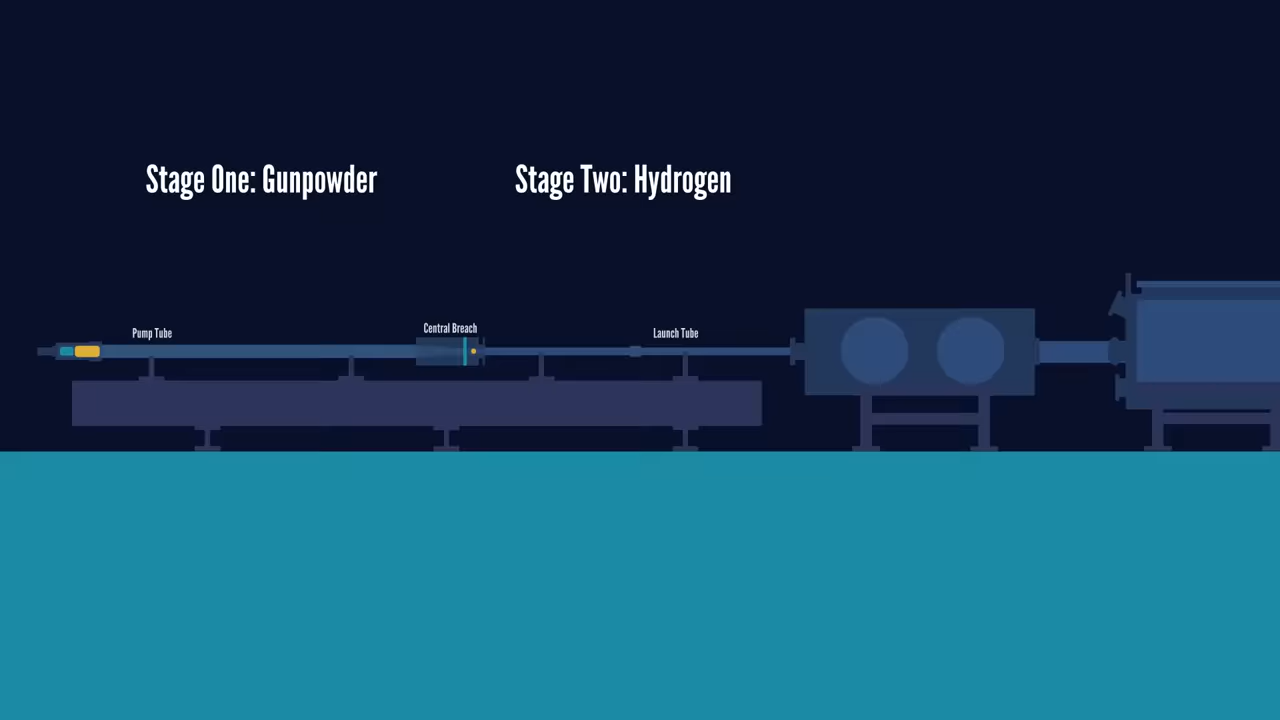 Stage One: Gunpowder
Stage Two: Hydrogen
Pump Tube
Central Breach
Launch Tube